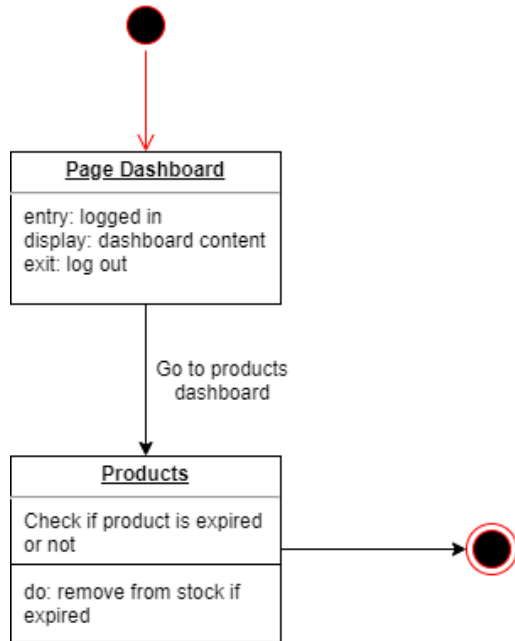 Page Dashboard
entry: logged in
display: dashboard content
exit: log out
Go to products
dashboard
Products
Check if product is expired
or not
do: remove from stock if
expired